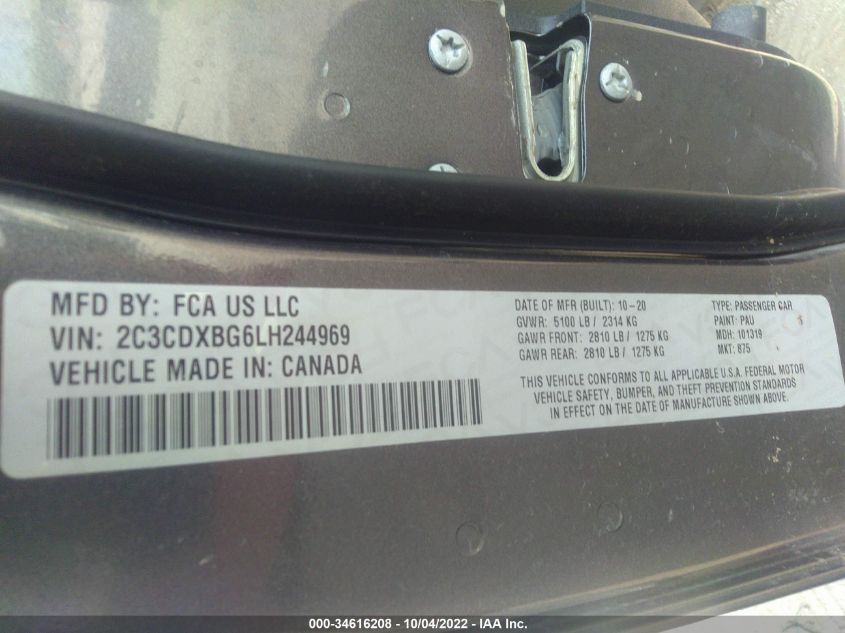 MFD BY: FCA US LLC
VIN: 2C3CDXBG6LH244969
VEHICLE MADE IN: CANADA
DATE OF MFR (BUILT): 10-20
GVWR: 5100 LB / 2314 KG
GAWR FRONT: 2810 LB / 1275 KG
GAWR REAR: 2810 LB / 1275 KG
TYPE: PASSENGER CAR
PAINT: PAU
MDH: 101319
MKT: 875
THIS VEHICLE CONFORMS TO ALL APPLICABLE U.S.A. FEDERAL MOTOR
VEHICLE SAFETY, BUMPER, AND THEFT PREVENTION STANDARDS
IN EFFECT ON THE DATE OF MANUFACTURE SHOWN ABOVE.
000-34616208 - 10/04/2022 - IAA Inc.